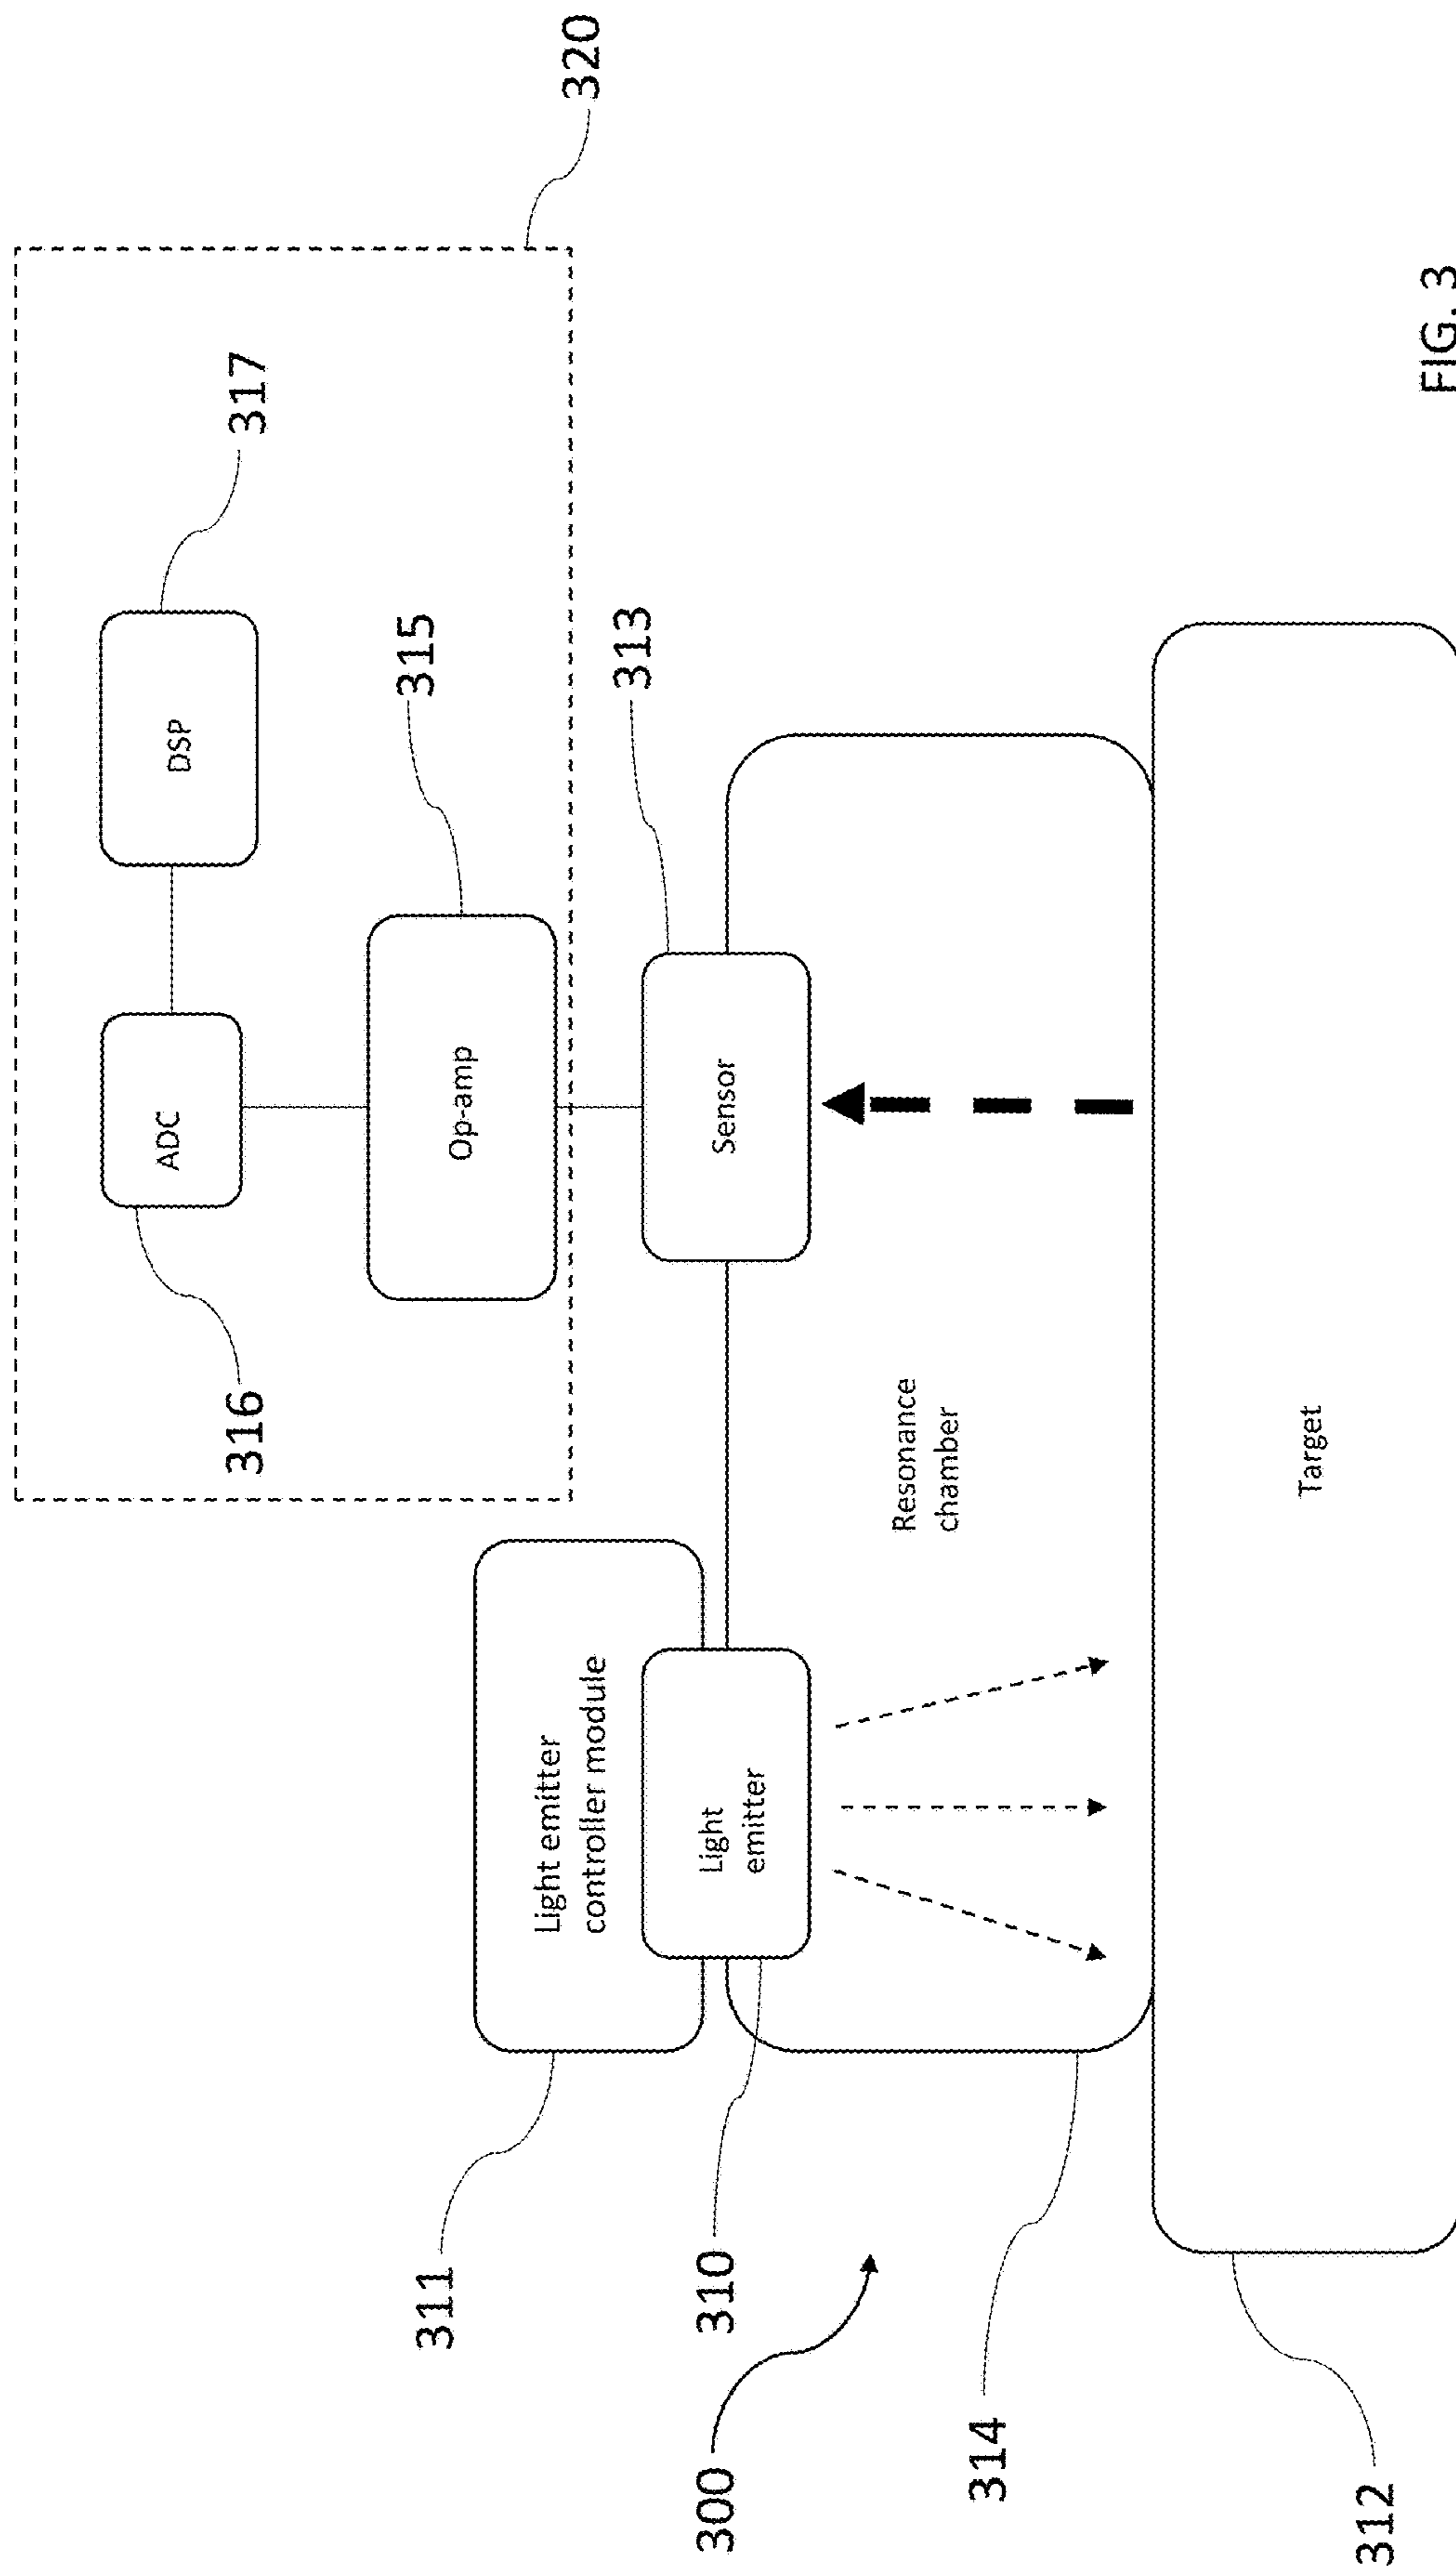 320
317
DSP
316
ADC
315
Op-amp
313
Sensor
311
Light emitter
controller module
310
Light
emitter
300
314
Resonance
chamber
312
Target
FIG. 3